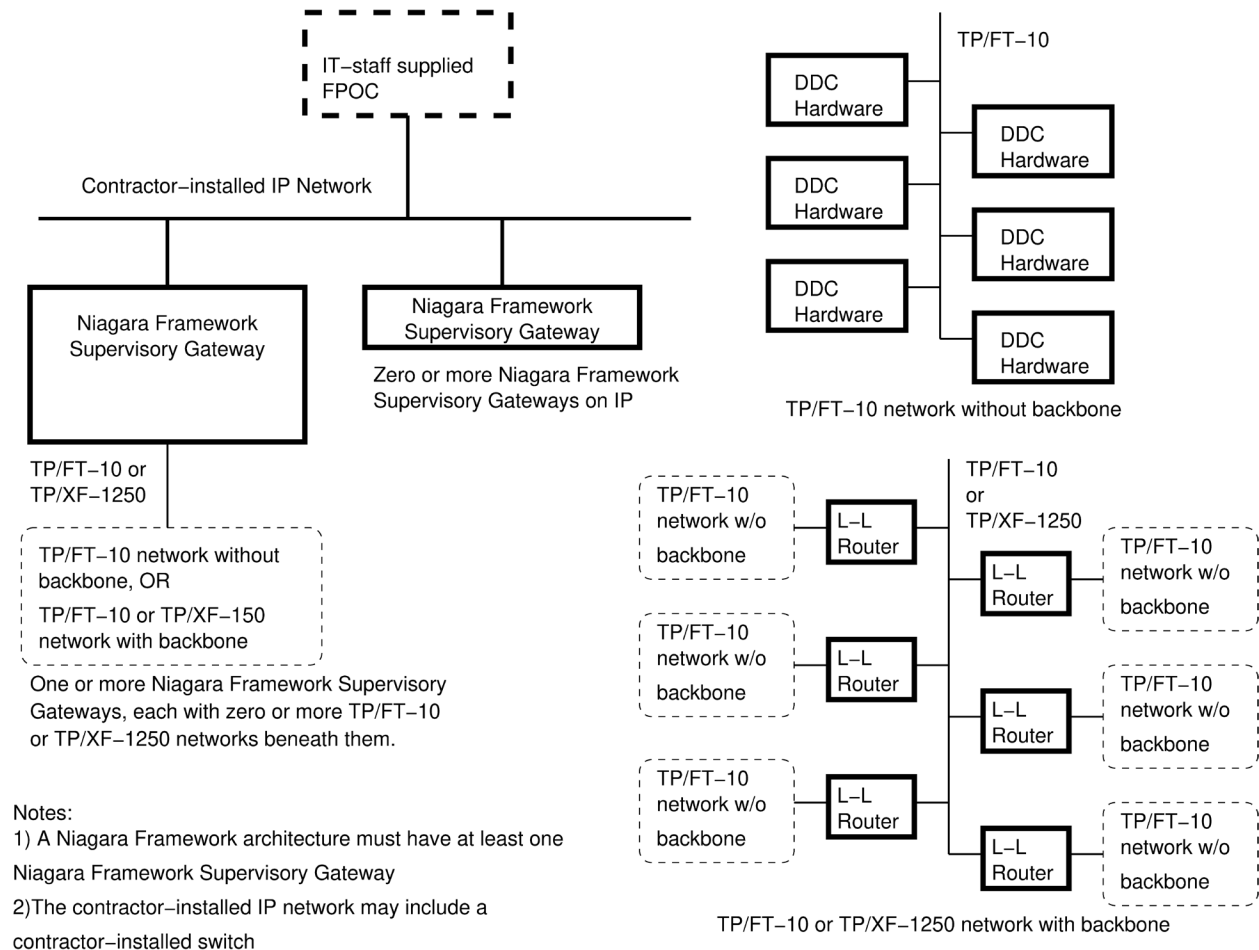 IT−staff supplied
FPOC
Contractor−installed IP Network
Niagara Framework
Supervisory Gateway
Niagara Framework
Supervisory Gateway
Zero or more Niagara Framework
Supervisory Gateways on IP
TP/FT−10 or
TP/XF−1250
TP/FT−10 network without
backbone, OR
TP/FT−10 or TP/XF−150
network with backbone
One or more Niagara Framework Supervisory
Gateways, each with zero or more TP/FT−10
or TP/XF−1250 networks beneath them.
Notes:
1) A Niagara Framework architecture must have at least one
Niagara Framework Supervisory Gateway
2)The contractor−installed IP network may include a
contractor−installed switch
TP/FT−10
DDC
Hardware
DDC
Hardware
DDC
Hardware
DDC
Hardware
DDC
Hardware
DDC
Hardware
TP/FT−10 network without backbone
TP/FT−10
or
TP/XF−1250
TP/FT−10
network w/o
backbone
L−L
Router
L−L
Router
TP/FT−10
network w/o
backbone
TP/FT−10
network w/o
backbone
L−L
Router
L−L
Router
TP/FT−10
network w/o
backbone
TP/FT−10
network w/o
backbone
L−L
Router
L−L
Router
TP/FT−10
network w/o
backbone
TP/FT−10 or TP/XF−1250 network with backbone